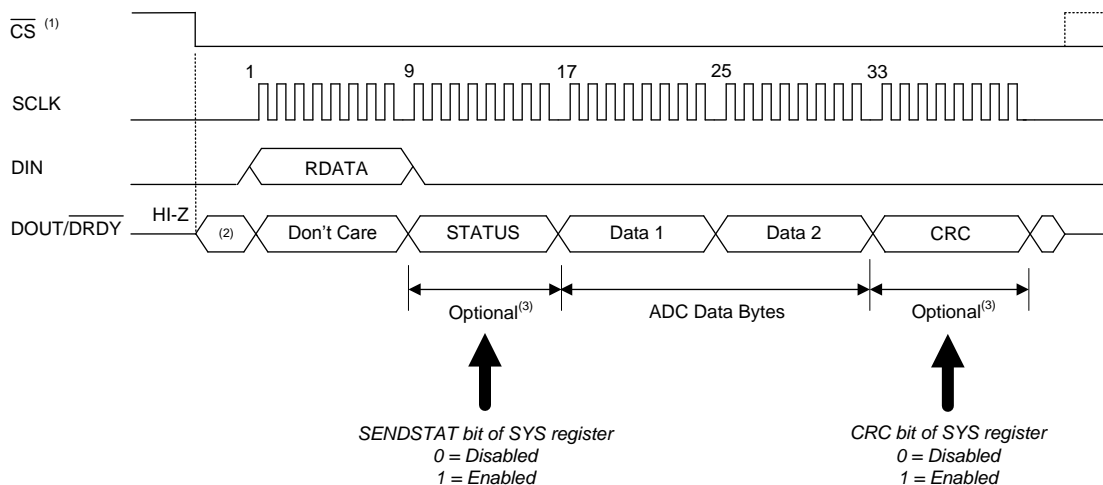 CS (1)
1 9 17 25 33
SCLK
DIN
RDATA
HI-Z
DOUT/DRDY
(2) Don't Care STATUS Data 1 Data 2 CRC
Optional(3) ADC Data Bytes Optional(3)
SENDSTAT bit of SYS register
0 = Disabled
1 = Enabled
CRC bit of SYS register
0 = Disabled
1 = Enabled